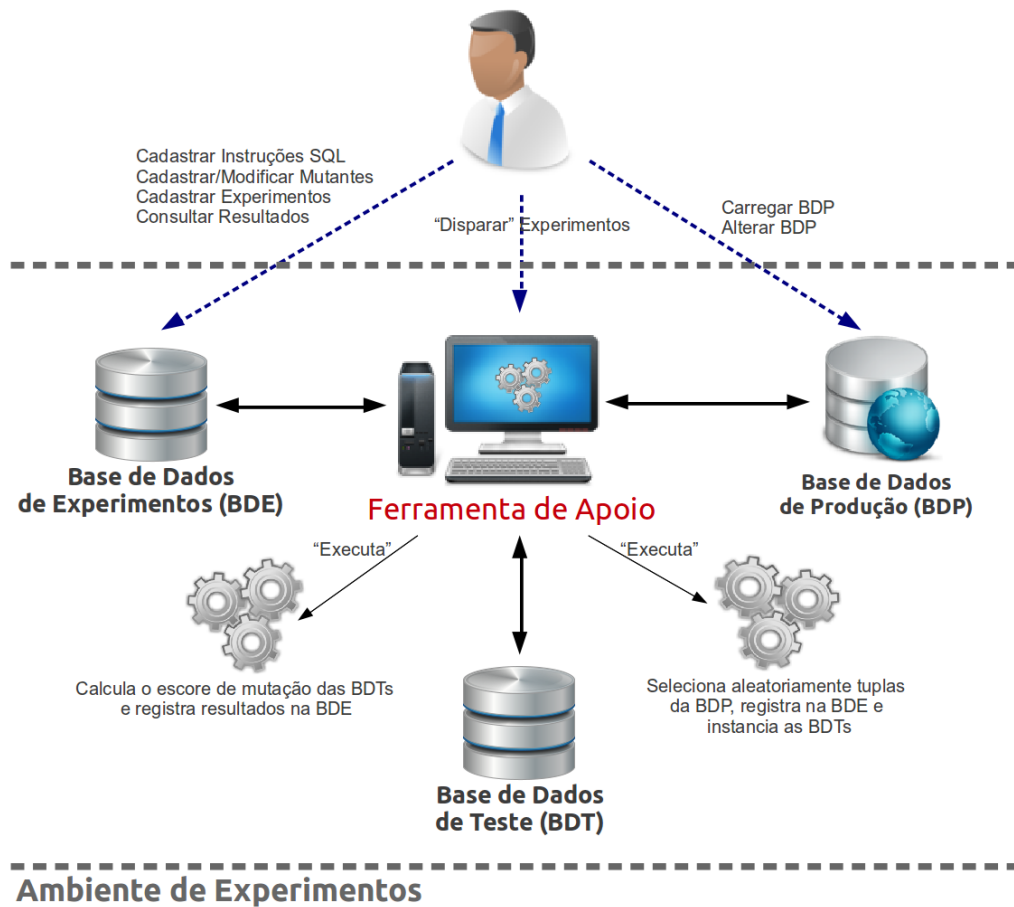 Cadastrar Instruções SQL
Cadastrar/Modificar Mutantes
Cadastrar Experimentos
Consultar Resultados
“Disparar” Experimentos
Carregar BDP
Alterar BDP
Base de Dados
de Experimentos (BDE)
Ferramenta de Apoio
Base de Dados
de Produção (BDP)
“Executa”
“Executa”
Calcula o escore de mutação das BDTs
e registra resultados na BDE
Seleciona aleatoriamente tuplas
da BDP, registra na BDE e
instancia as BDTs
Base de Dados
de Teste (BDT)
Ambiente de Experimentos